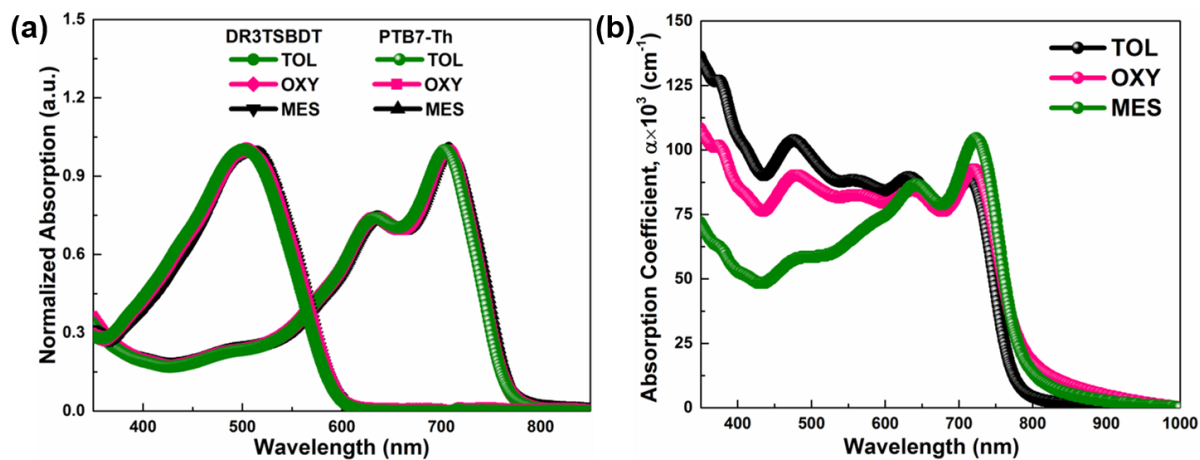 (a)
Normalized Absorption (a.u.)
1.5
1.2
0.9
0.6
0.3
0.0
DR3TSBDT PTB7-Th
TOL TOL
OXY OXY
MES MES
400 500 600 700 800
Wavelength (nm)
(b)
Absorption Coefficient, α×10³ (cm⁻¹)
150
125
100
75
50
25
0
TOL
OXY
MES
400 500 600 700 800 900 1000
Wavelength (nm)